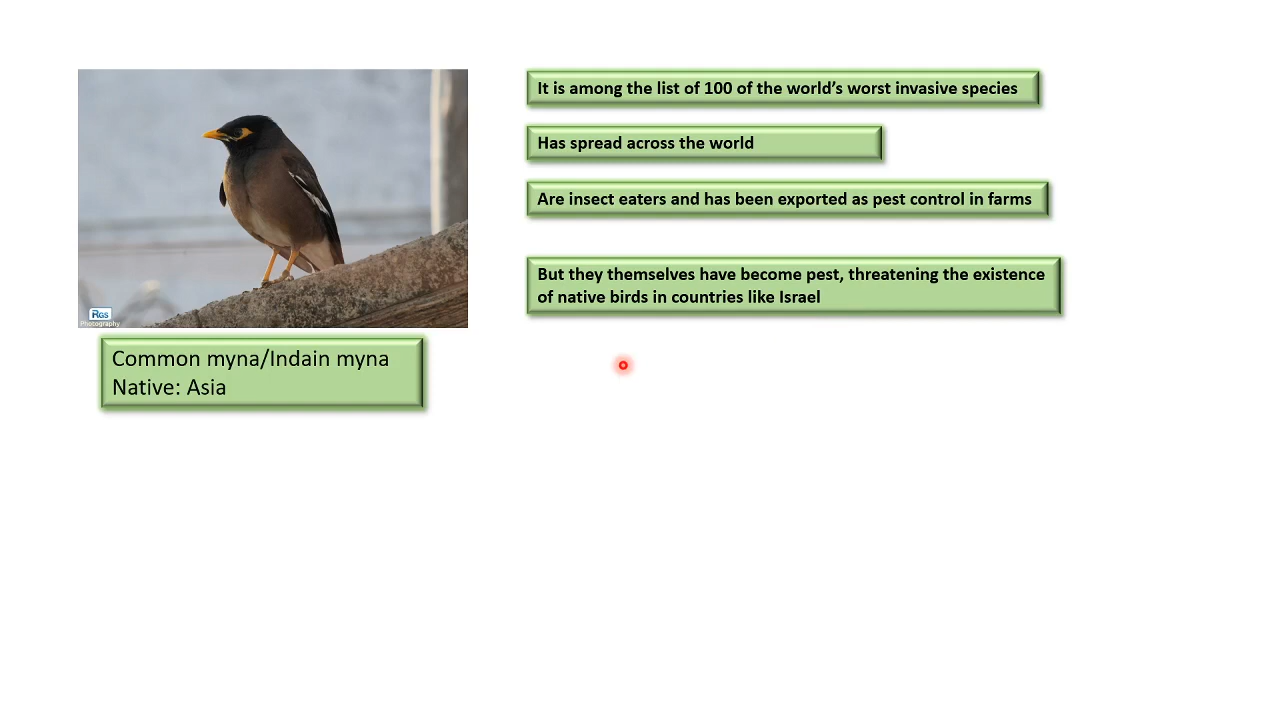 It is among the list of 100 of the world's worst invasive species
Has spread across the world
Are insect eaters and has been exported as pest control in farms
But they themselves have become pest, threatening the existence
of native birds in countries like Israel
RGS
Photography
Common myna/Indain myna
Native: Asia